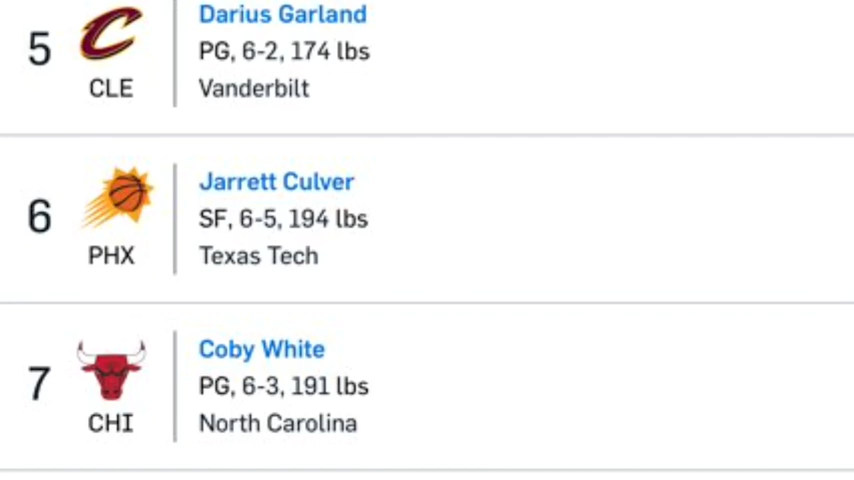 5
CLE
Darius Garland
PG, 6-2, 174 lbs
Vanderbilt
6
PHX
Jarrett Culver
SF, 6-5, 194 lbs
Texas Tech
7
CHI
Coby White
PG, 6-3, 191 lbs
North Carolina